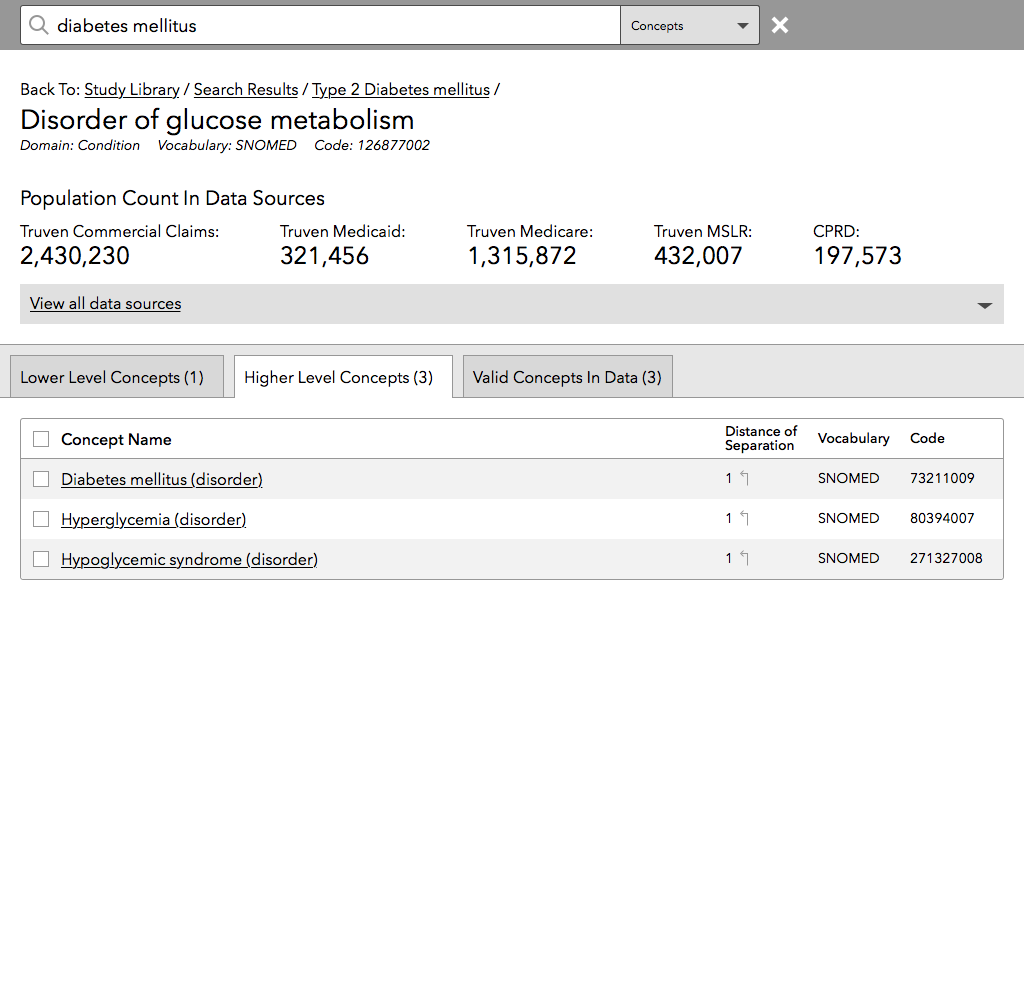 diabetes mellitus
Concepts
Back To: Study Library / Search Results / Type 2 Diabetes mellitus /
Disorder of glucose metabolism
Domain: Condition Vocabulary: SNOMED Code: 126877002
Population Count In Data Sources
Truven Commercial Claims: Truven Medicaid: Truven Medicare: Truven MSLR: CPRD:
2,430,230 321,456 1,315,872 432,007 197,573
View all data sources
Lower Level Concepts (1) Higher Level Concepts (3) Valid Concepts In Data (3)
Concept Name Distance of Separation Vocabulary Code
Diabetes mellitus (disorder) 1 SNOMED 73211009
Hyperglycemia (disorder) 1 SNOMED 80394007
Hypoglycemic syndrome (disorder) 1 SNOMED 271327008